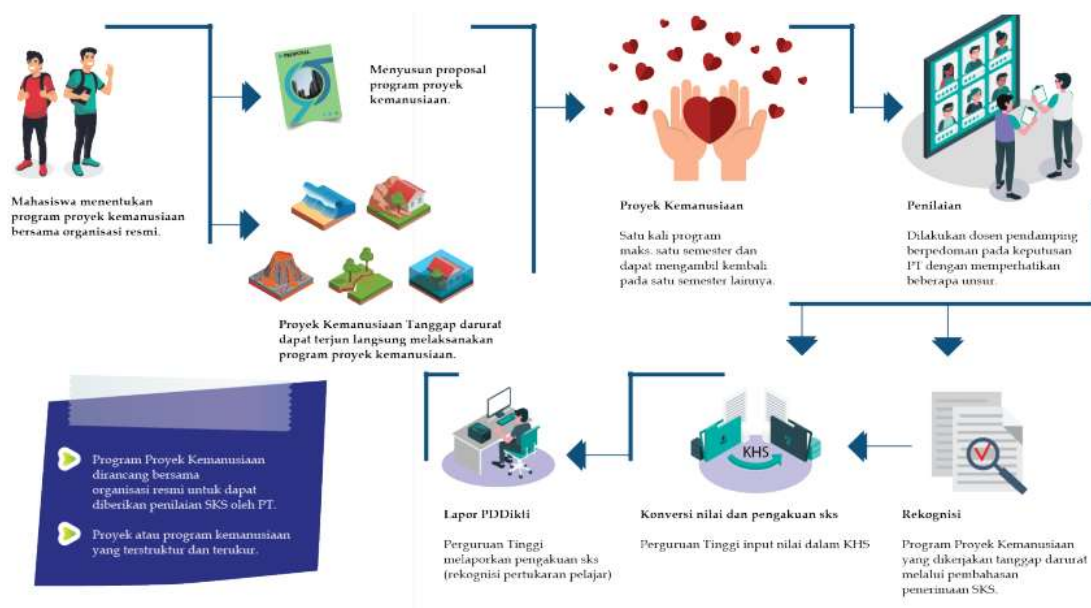 PROPOSAL
Menyusun proposal
program proyek
kemanusiaan.
Mahasiswa menentukan
program proyek kemanusiaan
bersama organisasi resmi.
Proyek Kemanusiaan Tanggap darurat
dapat terjun langsung melaksanakan
program proyek kemanusiaan.
Proyek Kemanusiaan
Satu kali program
maks. satu semester dan
dapat mengambil kembali
pada satu semester lainnya.
Penilaian
Dilakukan dosen pendamping
berpedoman pada keputusan
PT dengan memperhatikan
beberapa unsur.
Rekognisi
Program Proyek Kemanusiaan
yang dikerjakan tanggap darurat
melalui pembahasan
penerimaan SKS.
KHS
Konversi nilai dan pengakuan sks
Perguruan Tinggi input nilai dalam KHS
Lapor PDDikti
Perguruan Tinggi
melaporkan pengakuan sks
(rekognisi pertukaran pelajar)
Program Proyek Kemanusiaan
dirancang bersama
organisasi resmi untuk dapat
diberikan penilaian SKS oleh PT.
Proyek atau program kemanusiaan
yang terstruktur dan terukur.